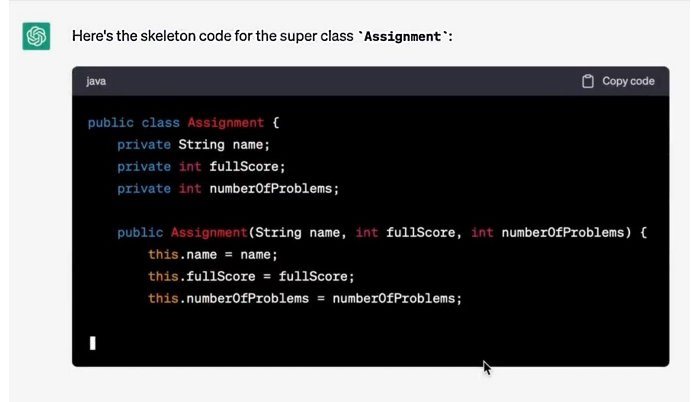 Here's the skeleton code for the super class `Assignment`:
java
Copy code
public class Assignment {
    private String name;
    private int fullScore;
    private int numberOfProblems;
    public Assignment(String name, int fullScore, int numberOfProblems) {
        this.name = name;
        this.fullScore = fullScore;
        this.numberOfProblems = numberOfProblems;